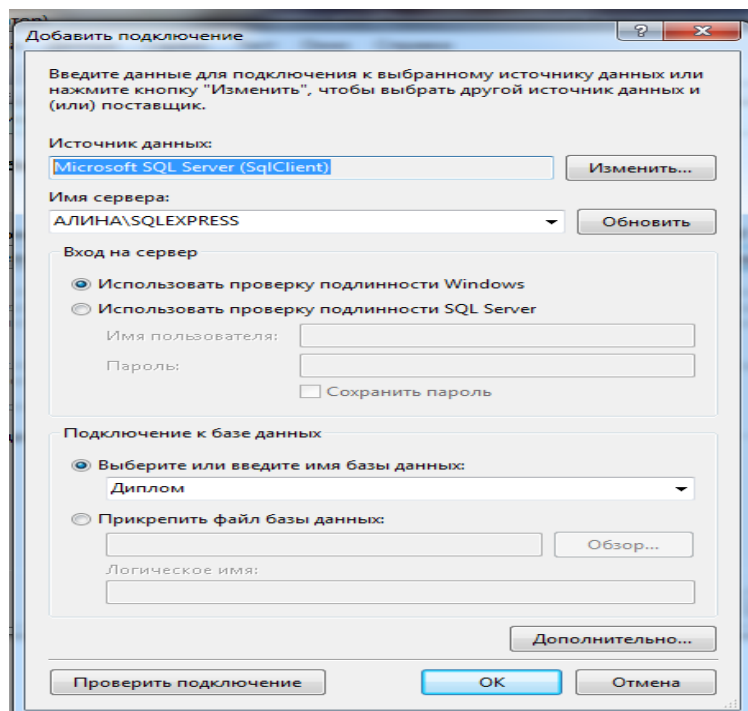 Добавить подключение
Введите данные для подключения к выбранному источнику данных или
нажмите кнопку "Изменить", чтобы выбрать другой источник данных и
(или) поставщик.
Источник данных:
Microsoft SQL Server (SqlClient)
Изменить...
Имя сервера:
АЛИНА\SQLEXPRESS
Обновить
Вход на сервер
Использовать проверку подлинности Windows
Использовать проверку подлинности SQL Server
Имя пользователя:
Пароль:
Сохранить пароль
Подключение к базе данных
Выберите или введите имя базы данных:
Диплом
Прикрепить файл базы данных:
Обзор...
Логическое имя:
Дополнительно...
Проверить подключение
ОК
Отмена